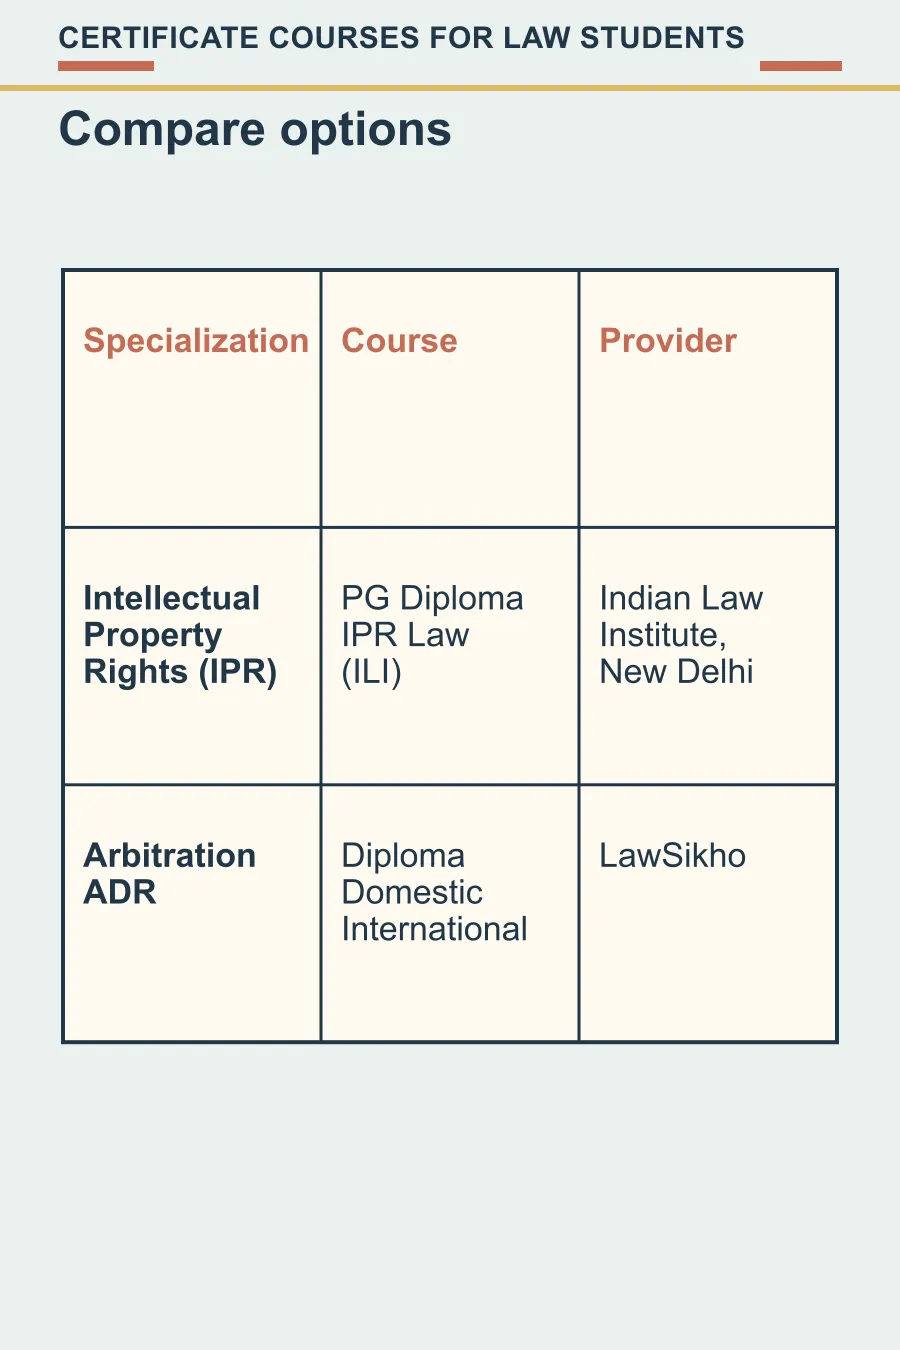 CERTIFICATE COURSES FOR LAW STUDENTS
Compare options
Specialization
Course
Provider
Intellectual
Property
Rights (IPR)
PG Diploma
IPR Law
(ILI)
Indian Law
Institute,
New Delhi
Arbitration
ADR
Diploma
Domestic
International
LawSikho